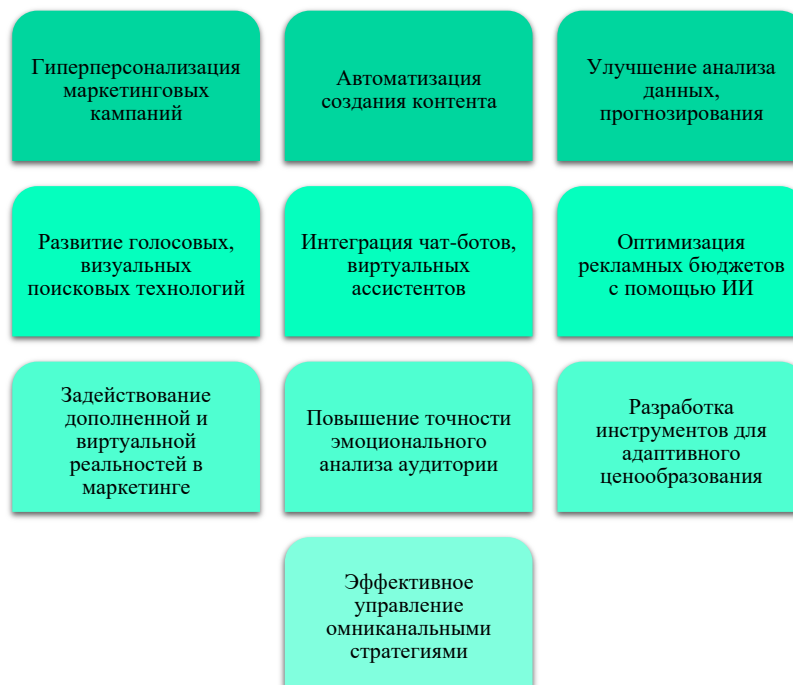 Гиперперсонализация
маркетинговых
кампаний
Автоматизация
создания контента
Улучшение анализа
данных,
прогнозирования
Развитие голосовых,
визуальных
поисковых технологий
Интеграция чат-ботов,
виртуальных
ассистентов
Оптимизация
рекламных бюджетов
с помощью ИИ
Задействование
дополненной и
виртуальной
реальностей в
маркетинге
Повышение точности
эмоционального
анализа аудитории
Разработка
инструментов для
адаптивного
ценообразования
Эффективное
управление
омниканальными
стратегиями